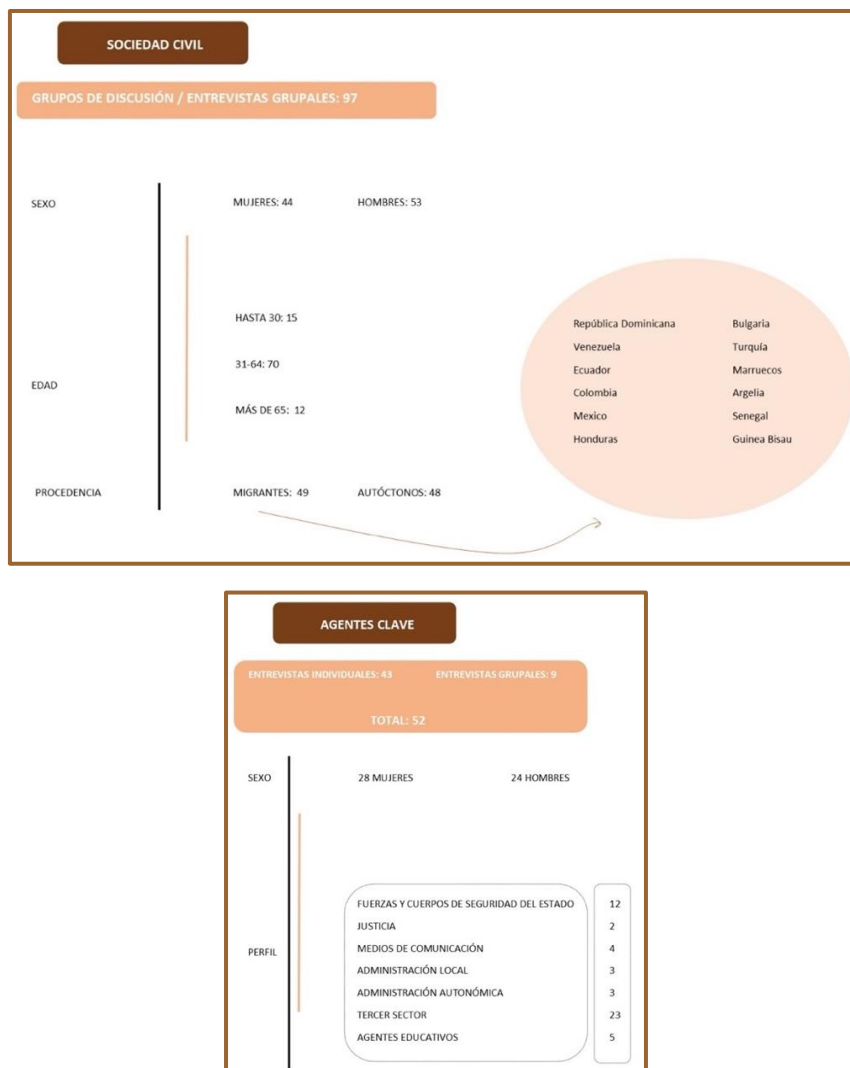 SOCIEDAD CIVIL
GRUPOS DE DISCUSIÓN / ENTREVISTAS GRUPALES: 97
SEXO
MUJERES: 44 HOMBRES: 53
EDAD
HASTA 30: 15
31-64: 70
MÁS DE 65: 12
PROCEDENCIA
MIGRANTES: 49 AUTÓCTONOS: 48
República Dominicana Bulgaria
Venezuela Turquía
Ecuador Marruecos
Colombia Argelia
Mexico Senegal
Honduras Guinea Bisau
AGENTES CLAVE
ENTREVISTAS INDIVIDUALES: 43 ENTREVISTAS GRUPALES: 9
TOTAL: 52
SEXO 28 MUJERES 24 HOMBRES
PERFIL
FUERZAS Y CUERPOS DE SEGURIDAD DEL ESTADO 12
JUSTICIA 2
MEDIOS DE COMUNICACIÓN 4
ADMINISTRACIÓN LOCAL 3
ADMINISTRACIÓN AUTONÓMICA 3
TERCER SECTOR 23
AGENTES EDUCATIVOS 5